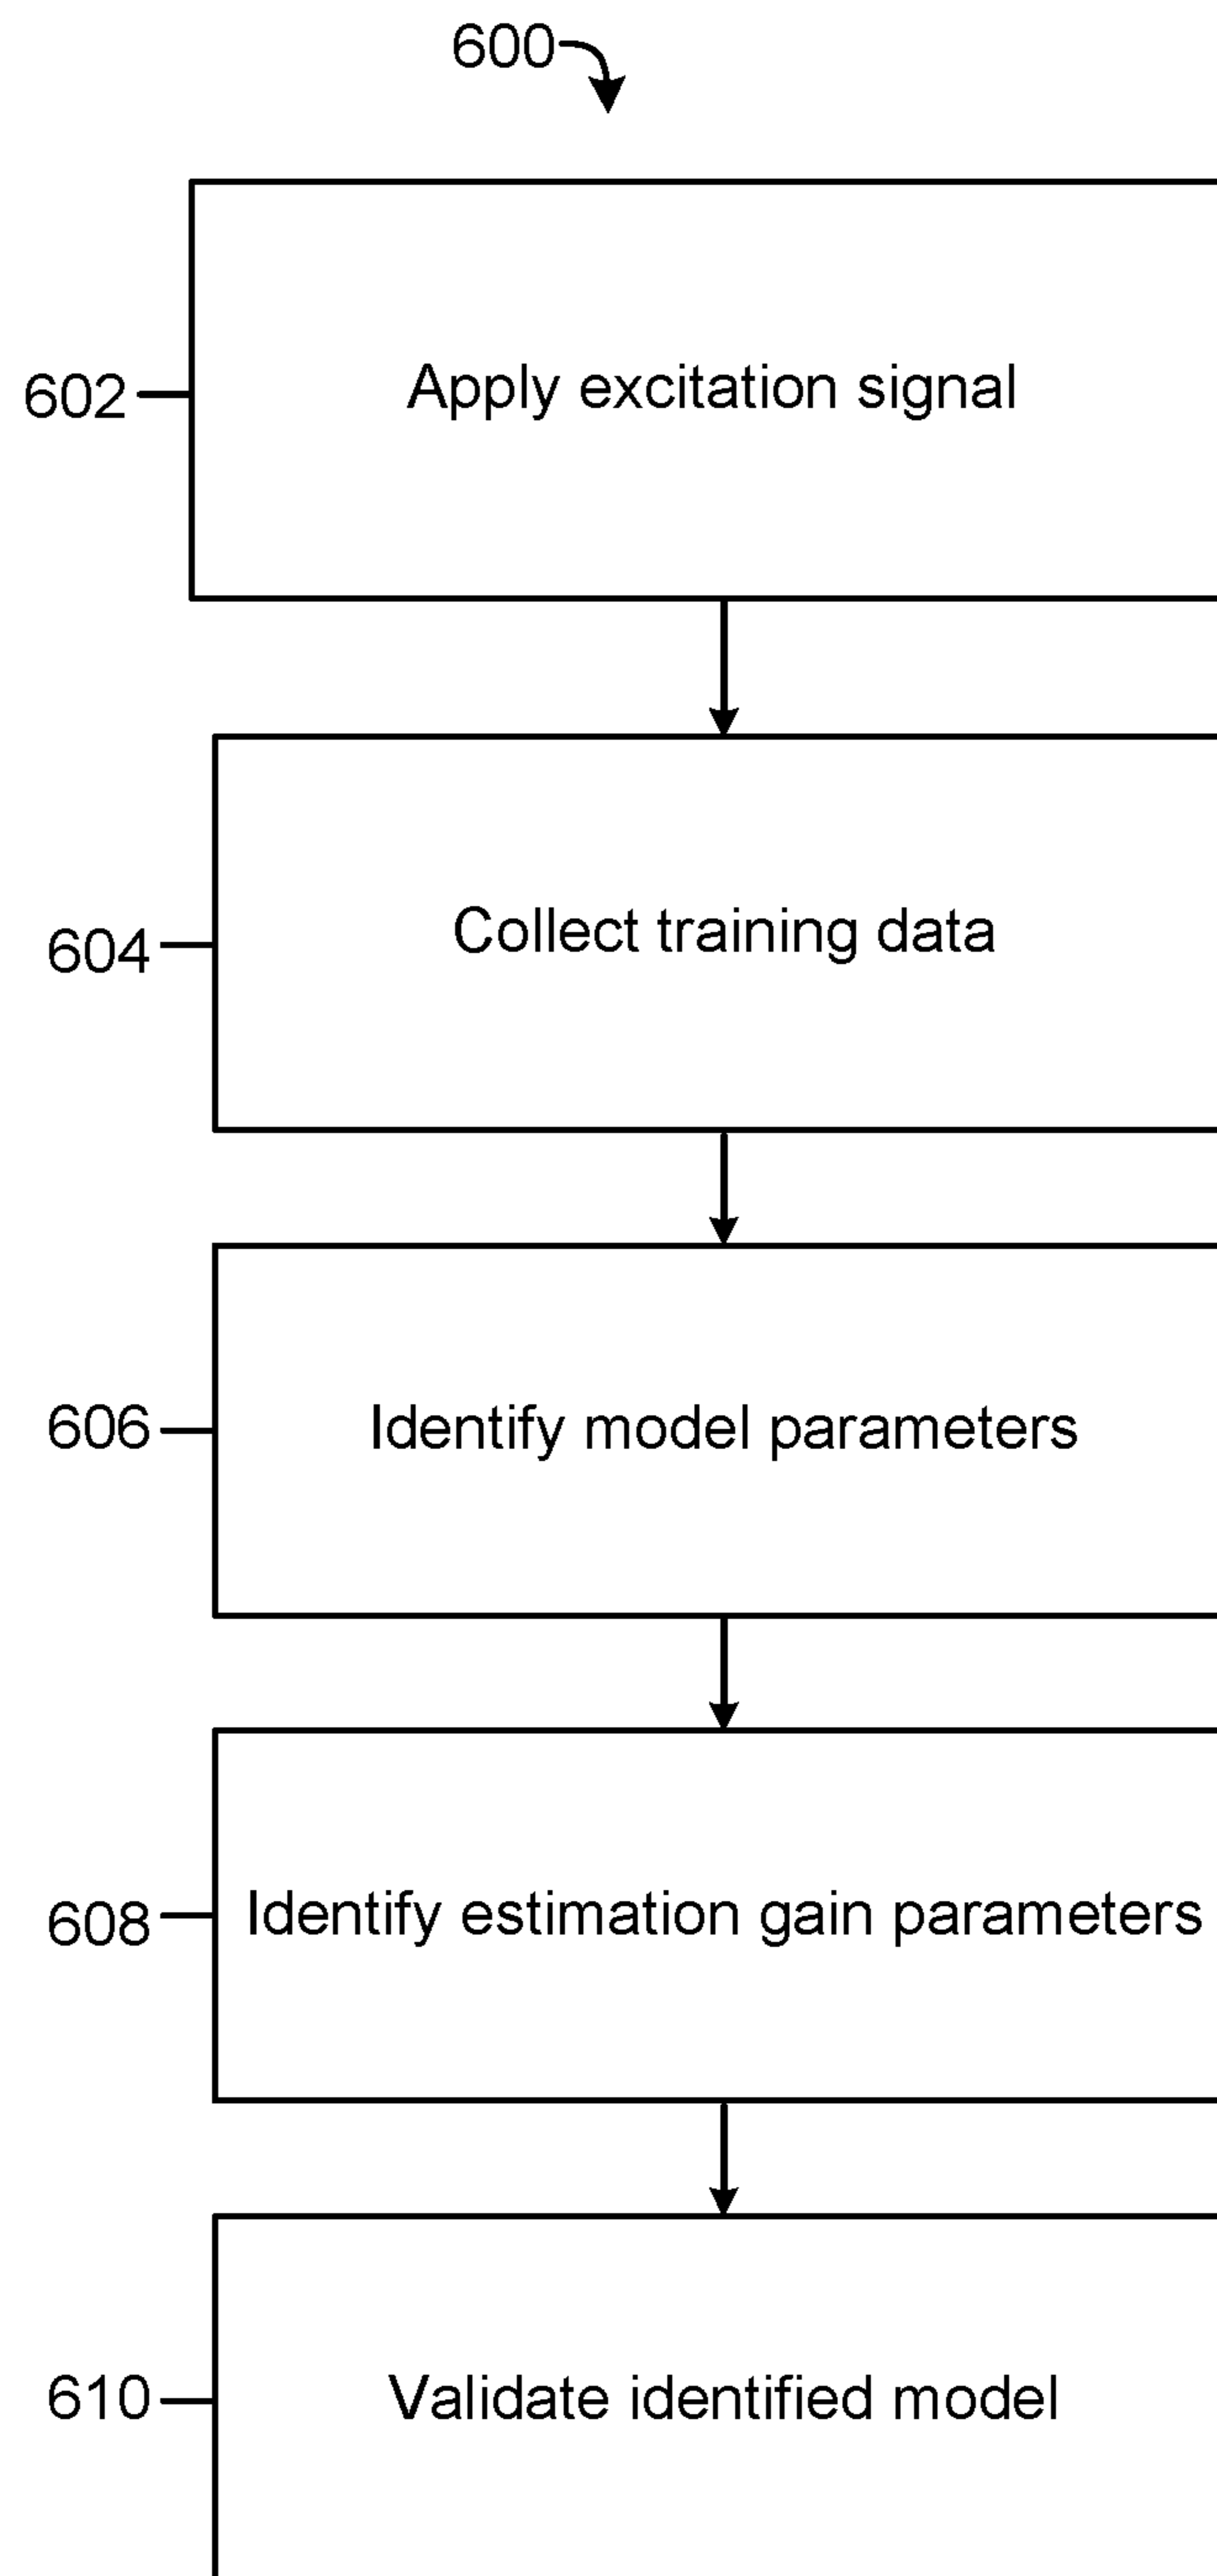 600
602
Apply excitation signal
604
Collect training data
606
Identify model parameters
608
Identify estimation gain parameters
610
Validate identified model